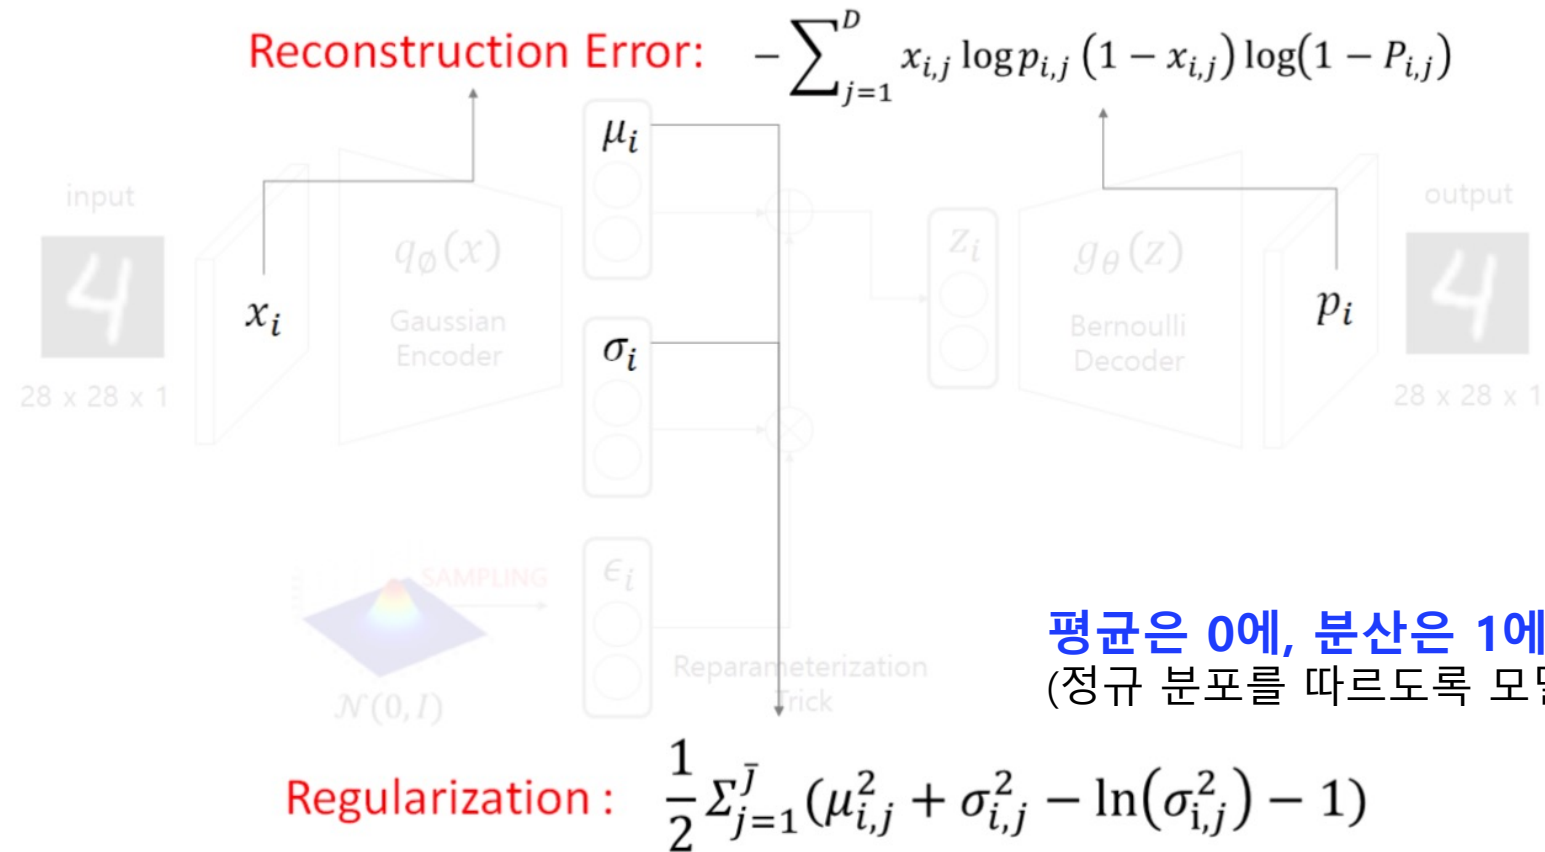 Reconstruction Error: − ∑_{j=1}^{D} x_{i,j} log p_{i,j} (1 − x_{i,j}) log(1 − P_{i,j})
μ_i
input
output
q_∅(x)
z_i
g_θ(z)
x_i
Gaussian
Encoder
σ_i
Bernoulli
Decoder
p_i
28 x 28 x 1
28 x 28 x 1
SAMPLING
ϵ_i
평균은 0에, 분산은 1에
Reparameterization
Trick
(정규 분포를 따르도록 모
𝒩(0,I)
Regularization : \frac{1}{2} Σ_{j=1}^{J̄} (μ_{i,j}^2 + σ_{i,j}^2 − ln(σ_{i,j}^2) − 1)